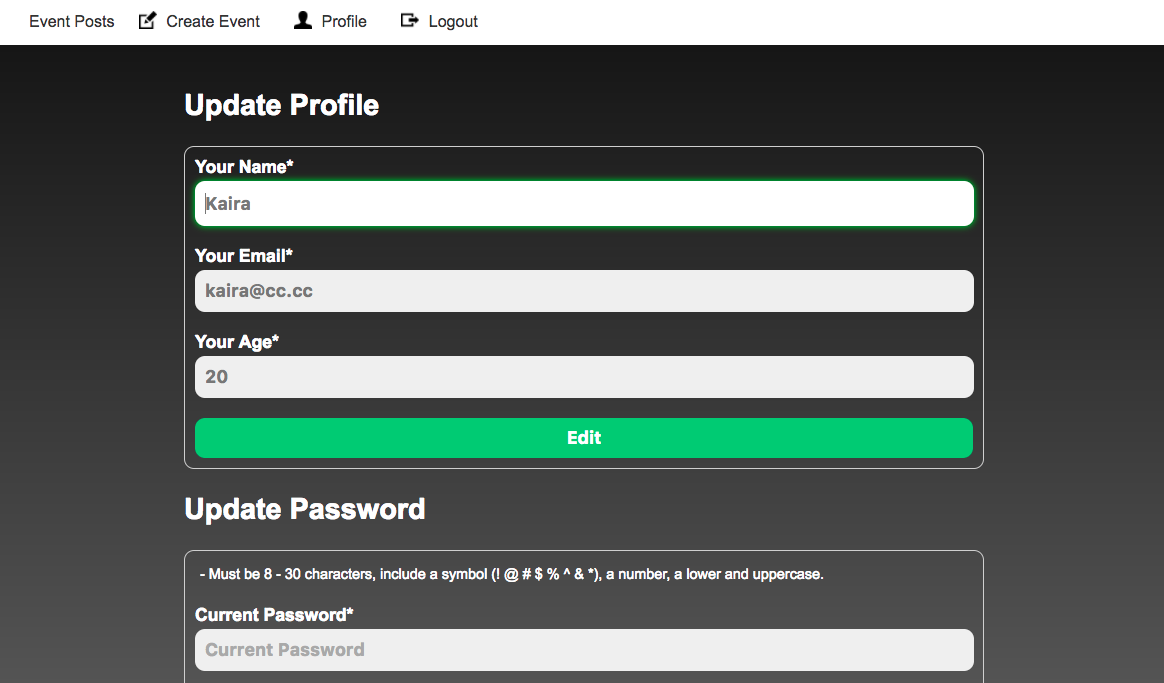 Event Posts Create Event Profile Logout
Update Profile
Your Name*
Kaira
Your Email*
kaira@cc.cc
Your Age*
20
Edit
Update Password
- Must be 8 - 30 characters, include a symbol (! @ # $ % ^ & *), a number, a lower and uppercase.
Current Password*
Current Password